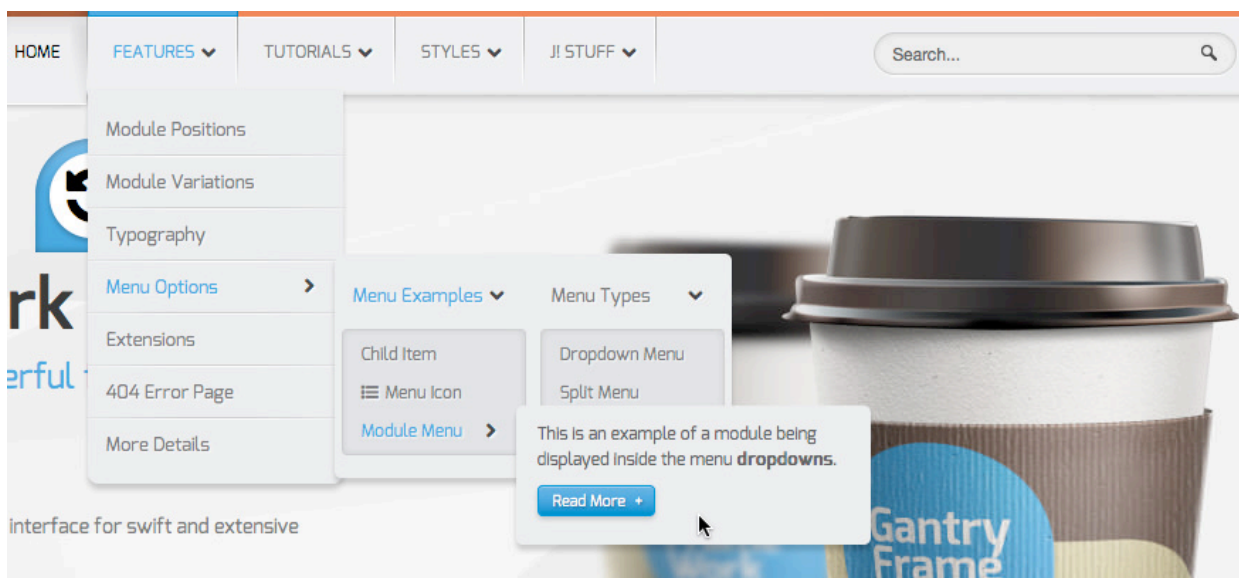 HOME
FEATURES
TUTORIALS
STYLES
J! STUFF
Search...
Module Positions
Module Variations
Typography
Menu Options
Extensions
404 Error Page
More Details
Menu Examples
Menu Types
Child Item
Menu Icon
Module Menu
Dropdown Menu
Split Menu
This is an example of a module being
displayed inside the menu dropdowns.
Read More +
rk
erful
interface for swift and extensive
Gantry
Frame
Work